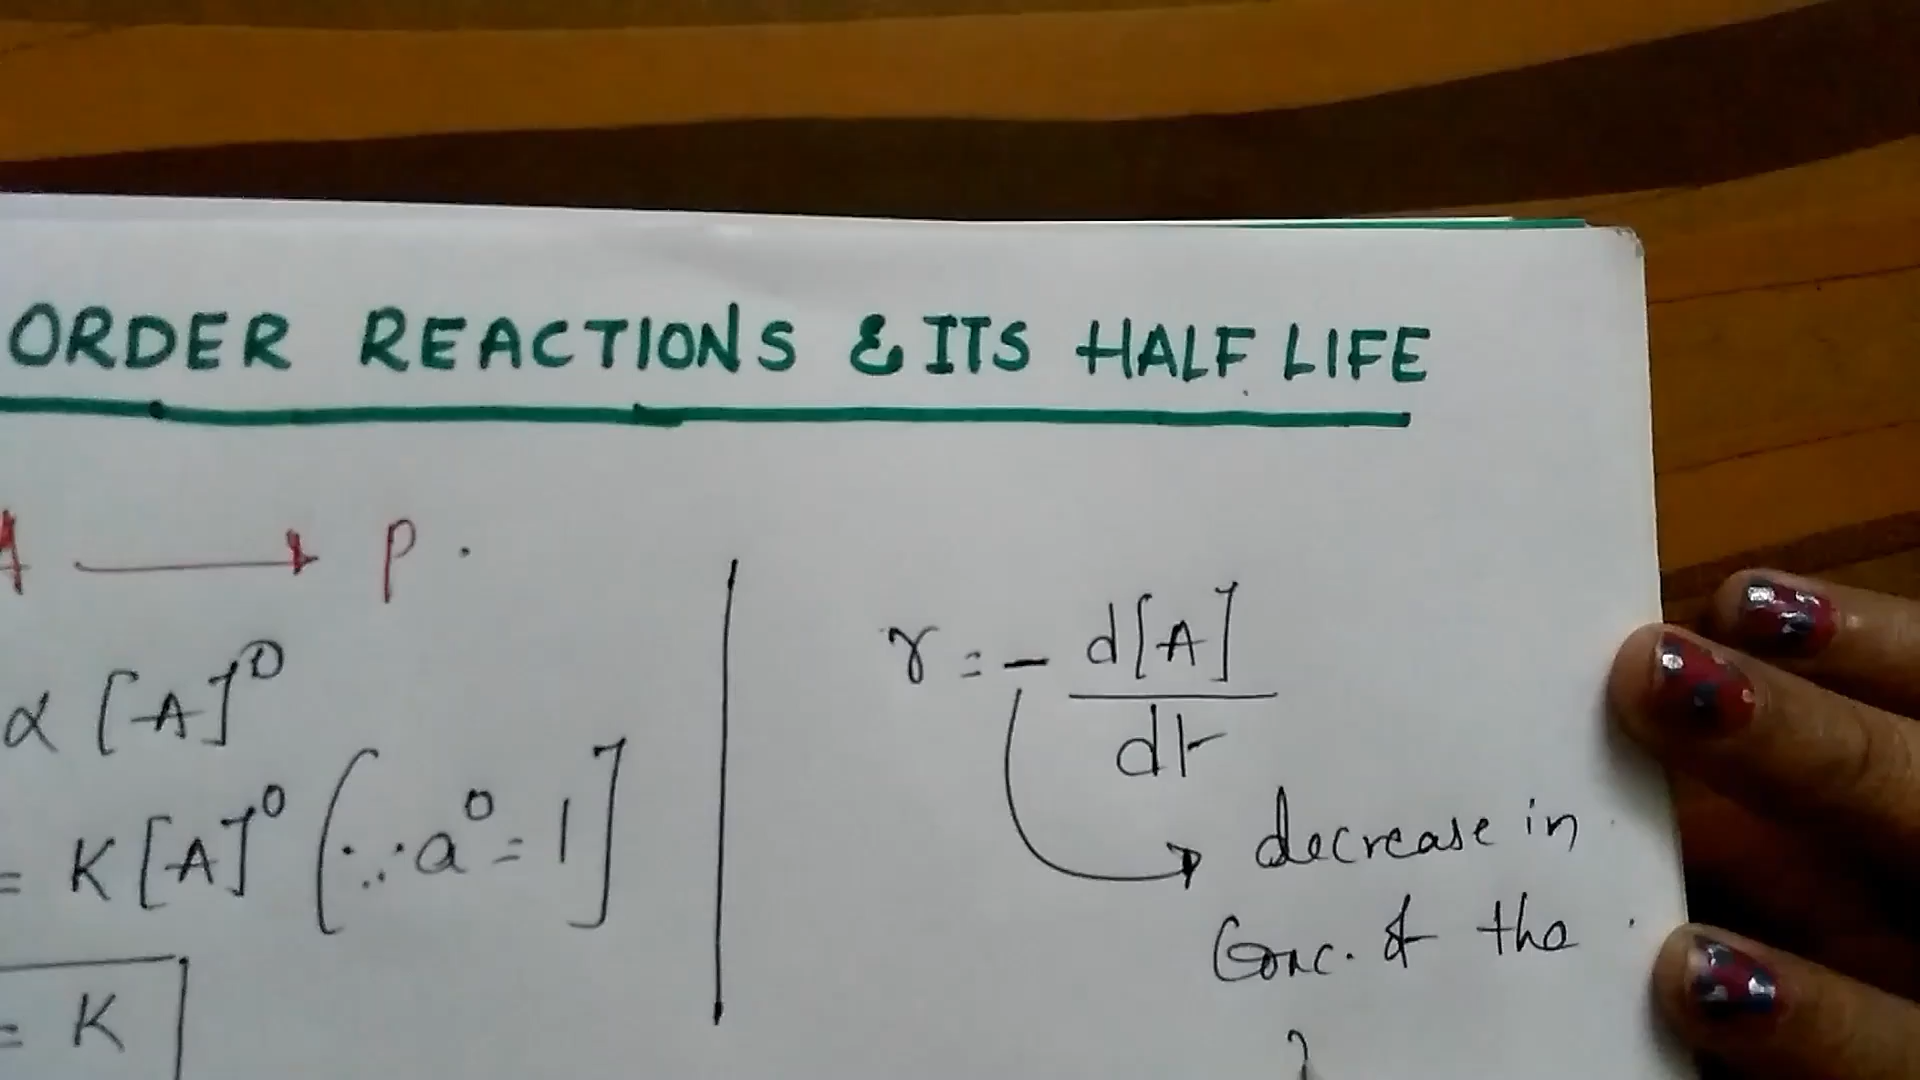 ORDER REACTIONS & ITS HALF LIFE
A → P.
α [A]⁰
= K[A]⁰ [∵ a⁰ = 1]
= K
r = - d[A]
dt
decrease in
Conc. of the